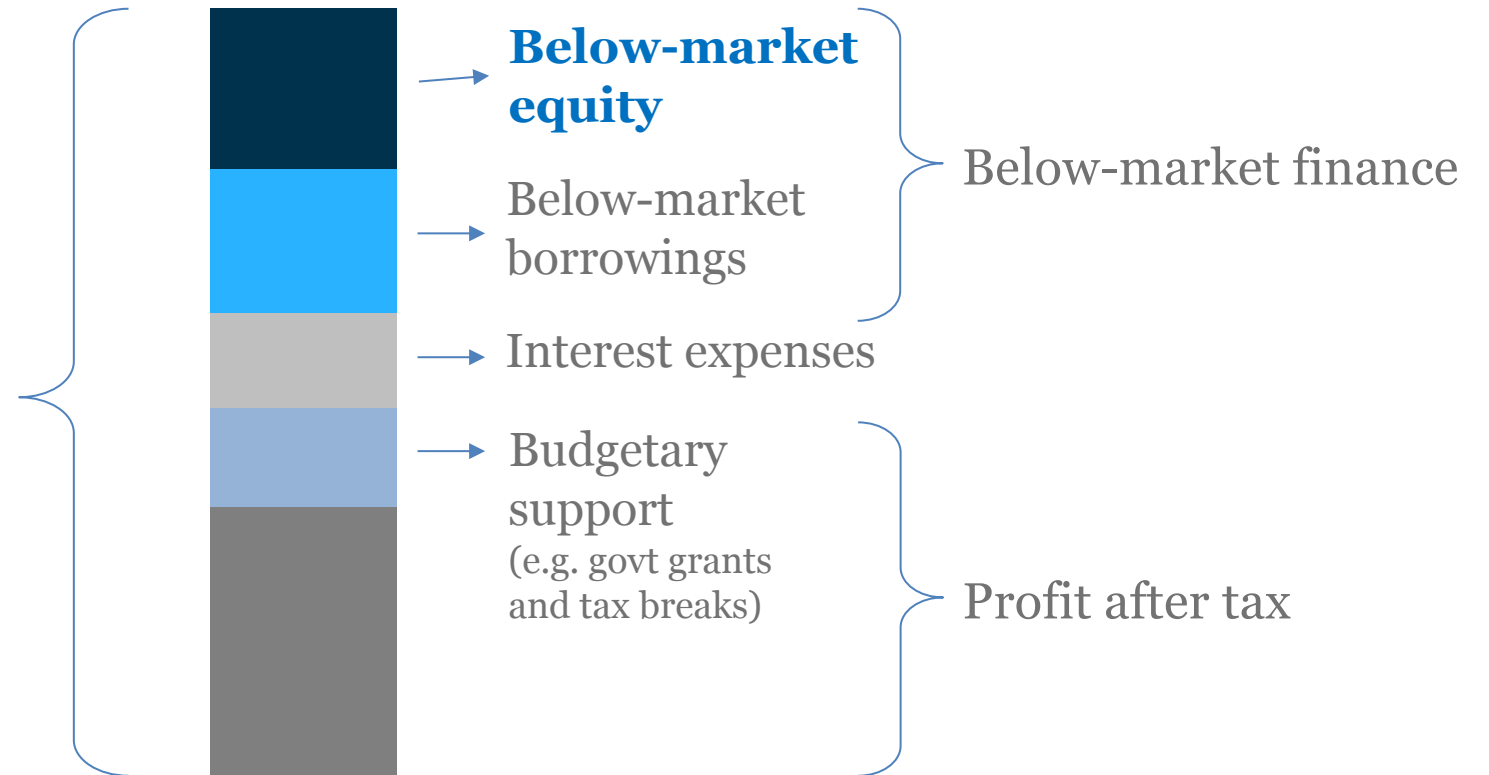 Below-market
equity
Below-market finance
Below-market
borrowings
Interest expenses
Budgetary
support
(e.g. govt grants
and tax breaks)
Profit after tax